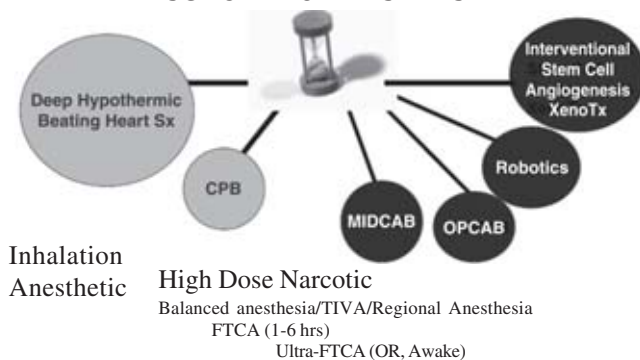 Deep Hypothermic
Beating Heart Sx
CPB
MIDCAB
OPCAB
Robotics
Interventional
Stem Cell
Angiogenesis
XenoTx
Inhalation
Anesthetic
High Dose Narcotic
Balanced anesthesia/TIVA/Regional Anesthesia
FTCA (1-6 hrs)
Ultra-FTCA (OR, Awake)